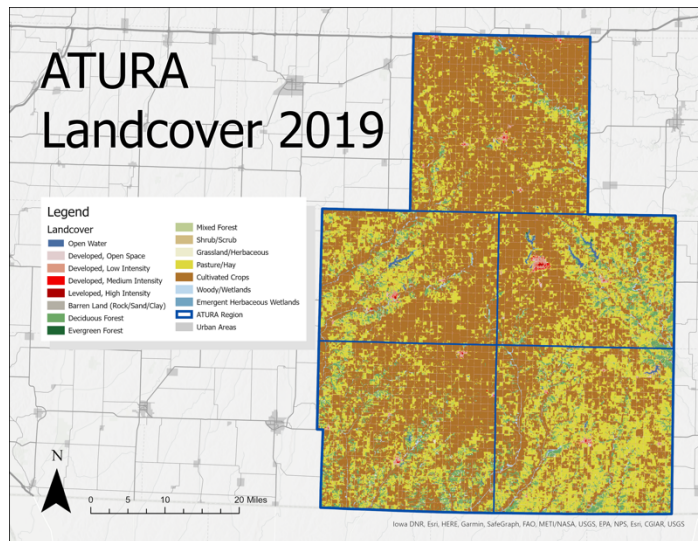 ATURA
Landcover 2019
Legend
Landcover
Open Water
Developed, Open Space
Developed, Low Intensity
Developed, Medium Intensity
Leveloped, High Intensity
Barren Land (Rock/Sand/Clay)
Deciduous Forest
Evergreen Forest
Mixed Forest
Shrub/Scrub
Grassland/Herbaceous
Pasture/Hay
Cultivated Crops
Woody/Wetlands
Emergent Herbaceous Wetlands
ATURA Region
Urban Areas
N
0 5 10 20 Miles
Iowa DNR, Esri, HERE, Garmin, SafeGraph, FAO, METI/NASA, USGS, EPA, NPS, Esri, CGIAR, USGS